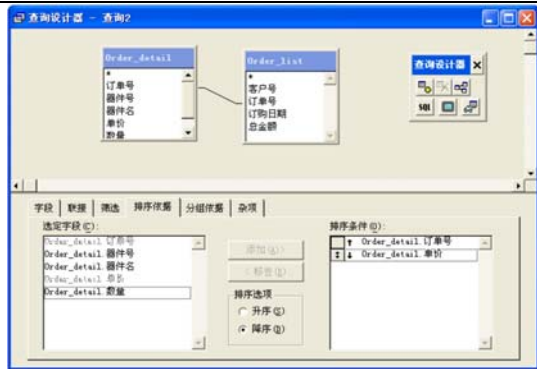 查询设计器 - 查询2
Order_detail
*
订单号
器件号
器件名
单价
数量
Order_list
*
客户号
订单号
订购日期
总金额
查询设计器
SQL
字段 联接 筛选 排序依据 分组依据 杂项
选定字段(C):
Order_detail.订单号
Order_detail.器件号
Order_detail.器件名
Order_detail.单价
Order_detail.数量
添加(A)>
<移去(R)
排序选项
升序(S)
降序(D)
排序条件(O):
↑ Order_detail.订单号
↓ Order_detail.单价